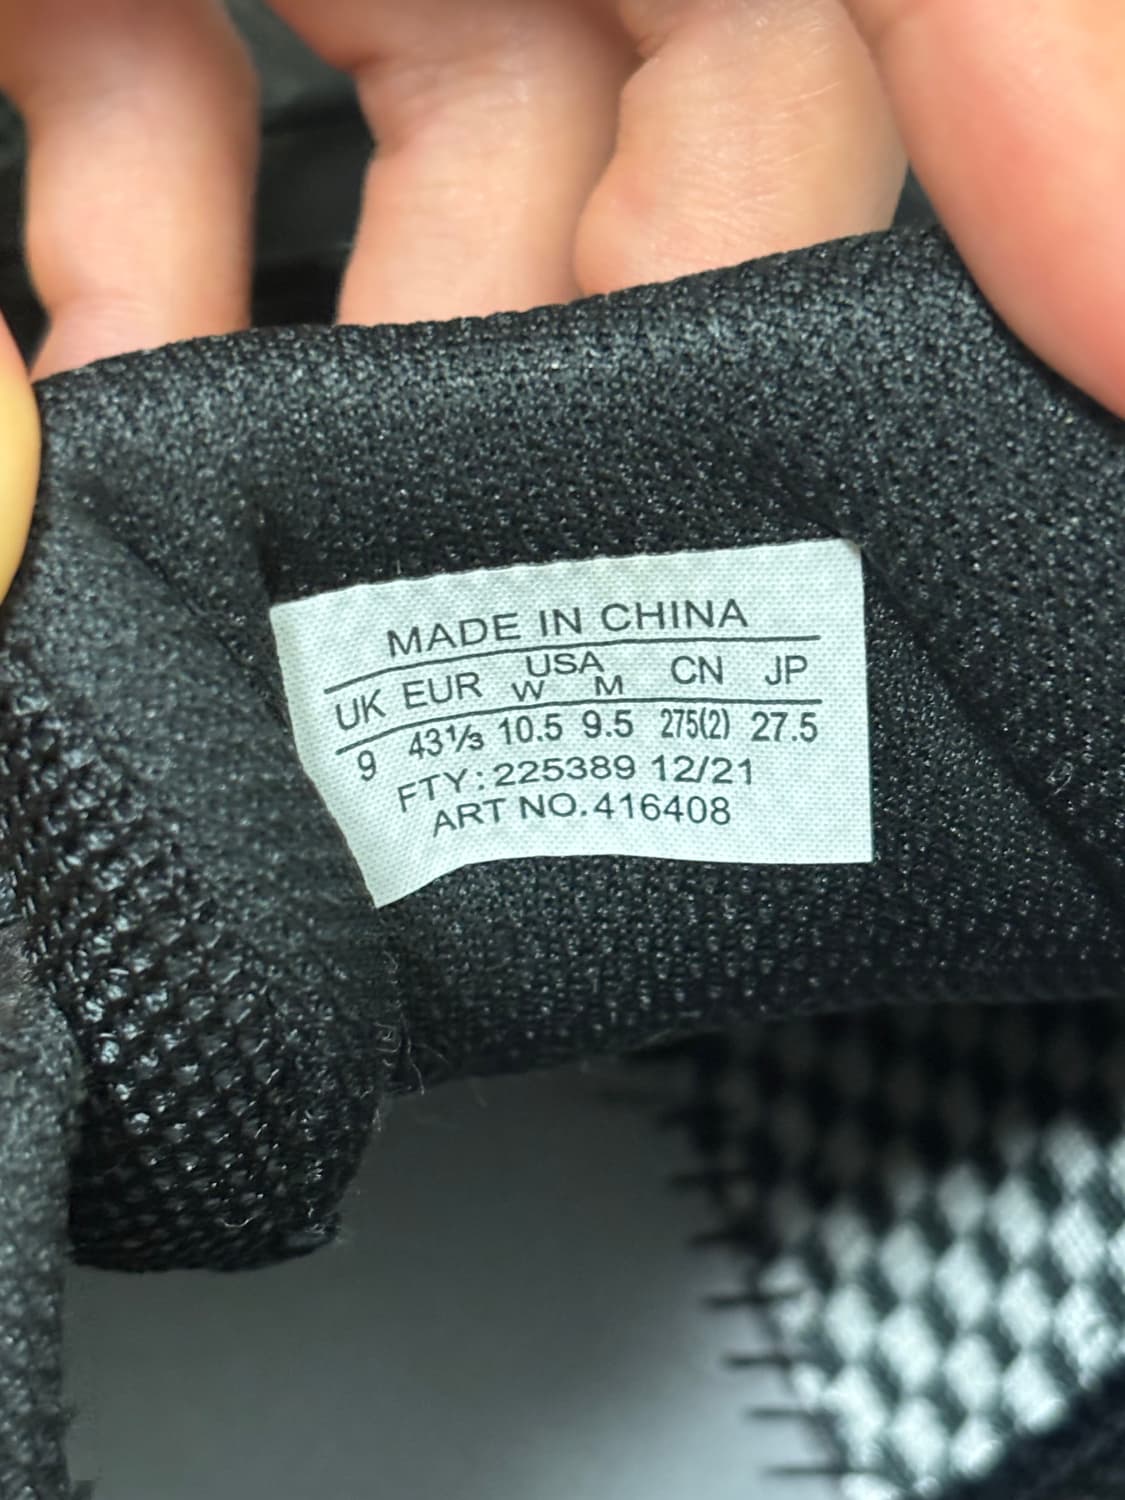 MADE IN CHINA
UK EUR USA W M CN JP
9 43⅓ 10.5 9.5 275(2) 27.5
FTY: 225389 12/21
ART NO. 416408